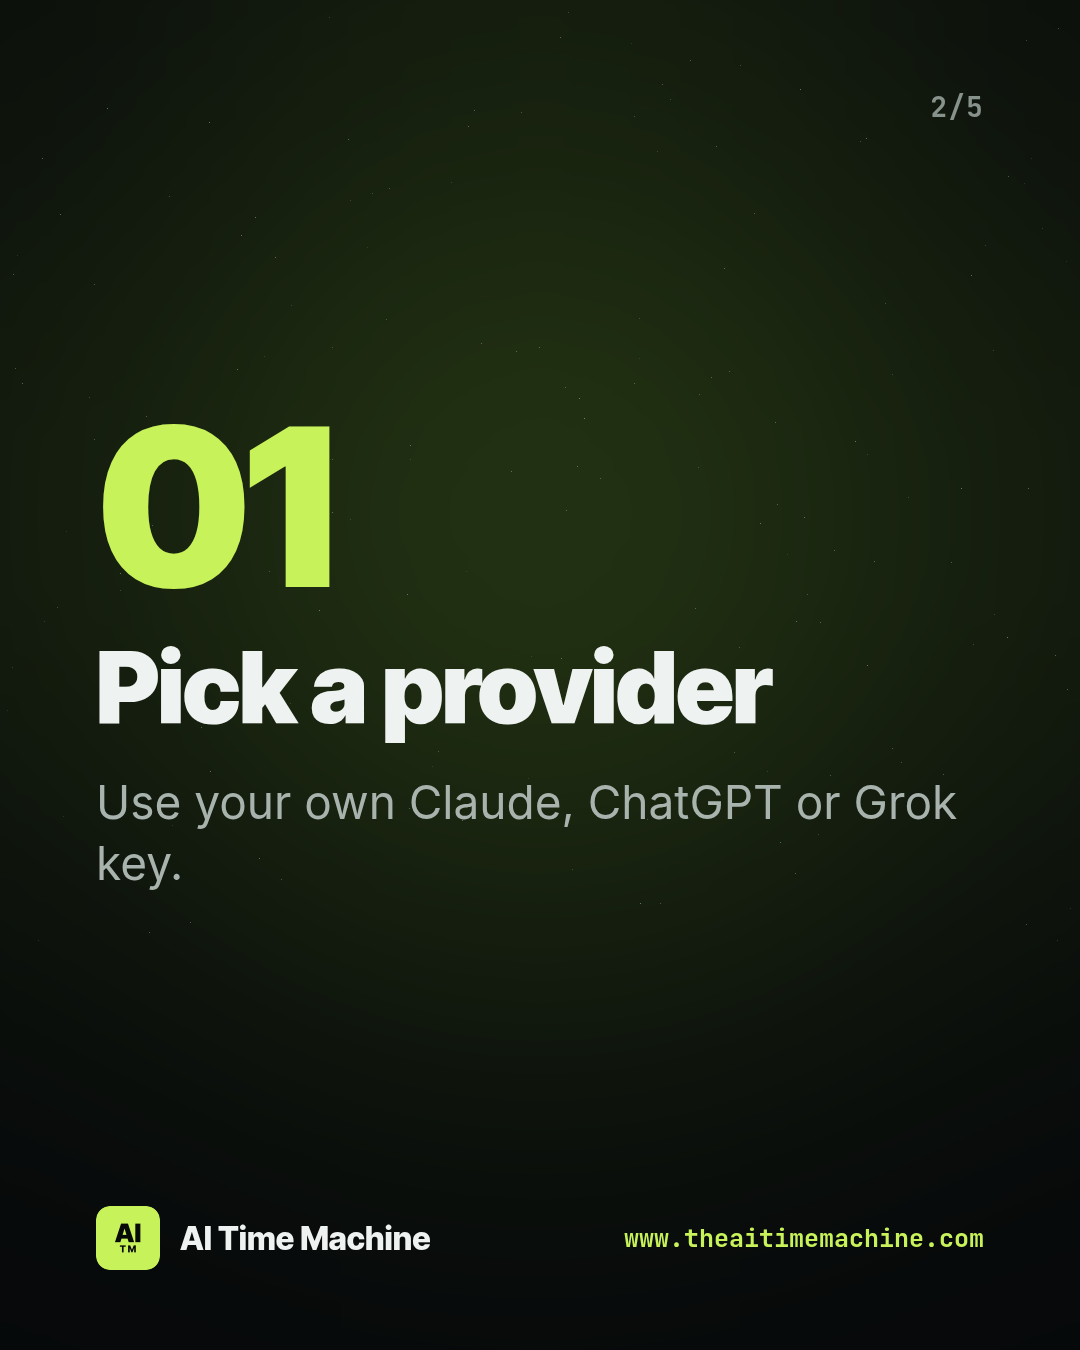 2/5
01
Pick a provider
Use your own Claude, ChatGPT or Grok
key.
AI
TM
AI Time Machine
www.theaitimemachine.com